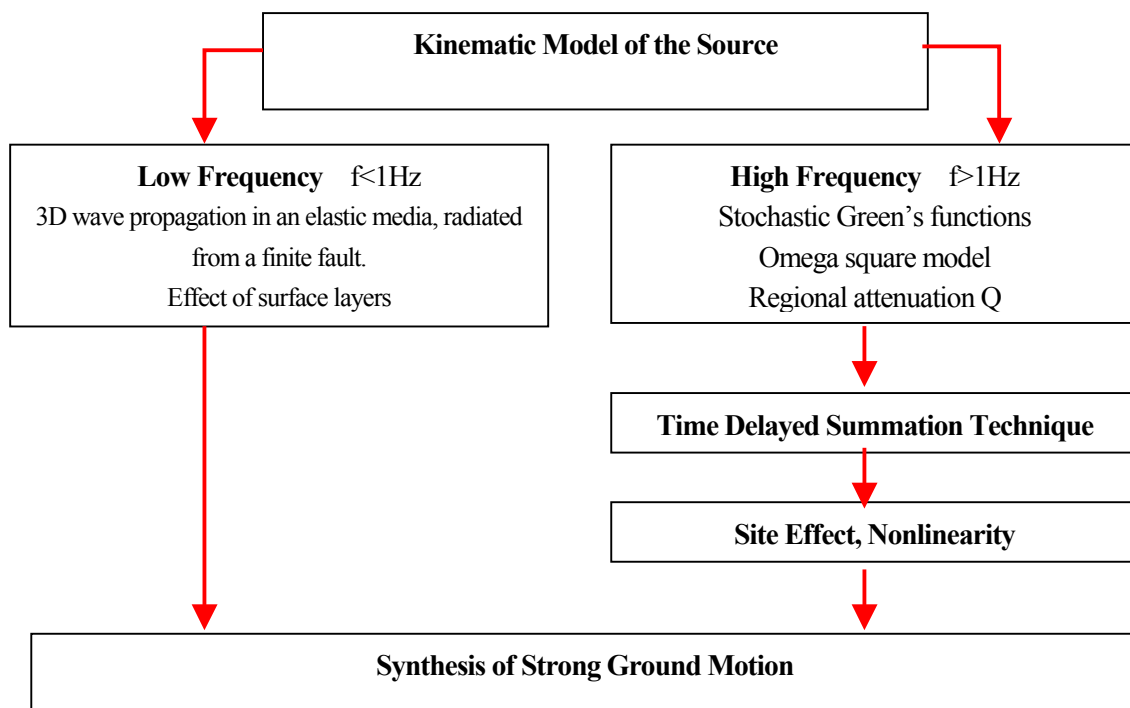 Kinematic Model of the Source
Low Frequency f<1Hz
3D wave propagation in an elastic media, radiated
from a finite fault.
Effect of surface layers
High Frequency f>1Hz
Stochastic Green’s functions
Omega square model
Regional attenuation Q
Time Delayed Summation Technique
Site Effect, Nonlinearity
Synthesis of Strong Ground Motion